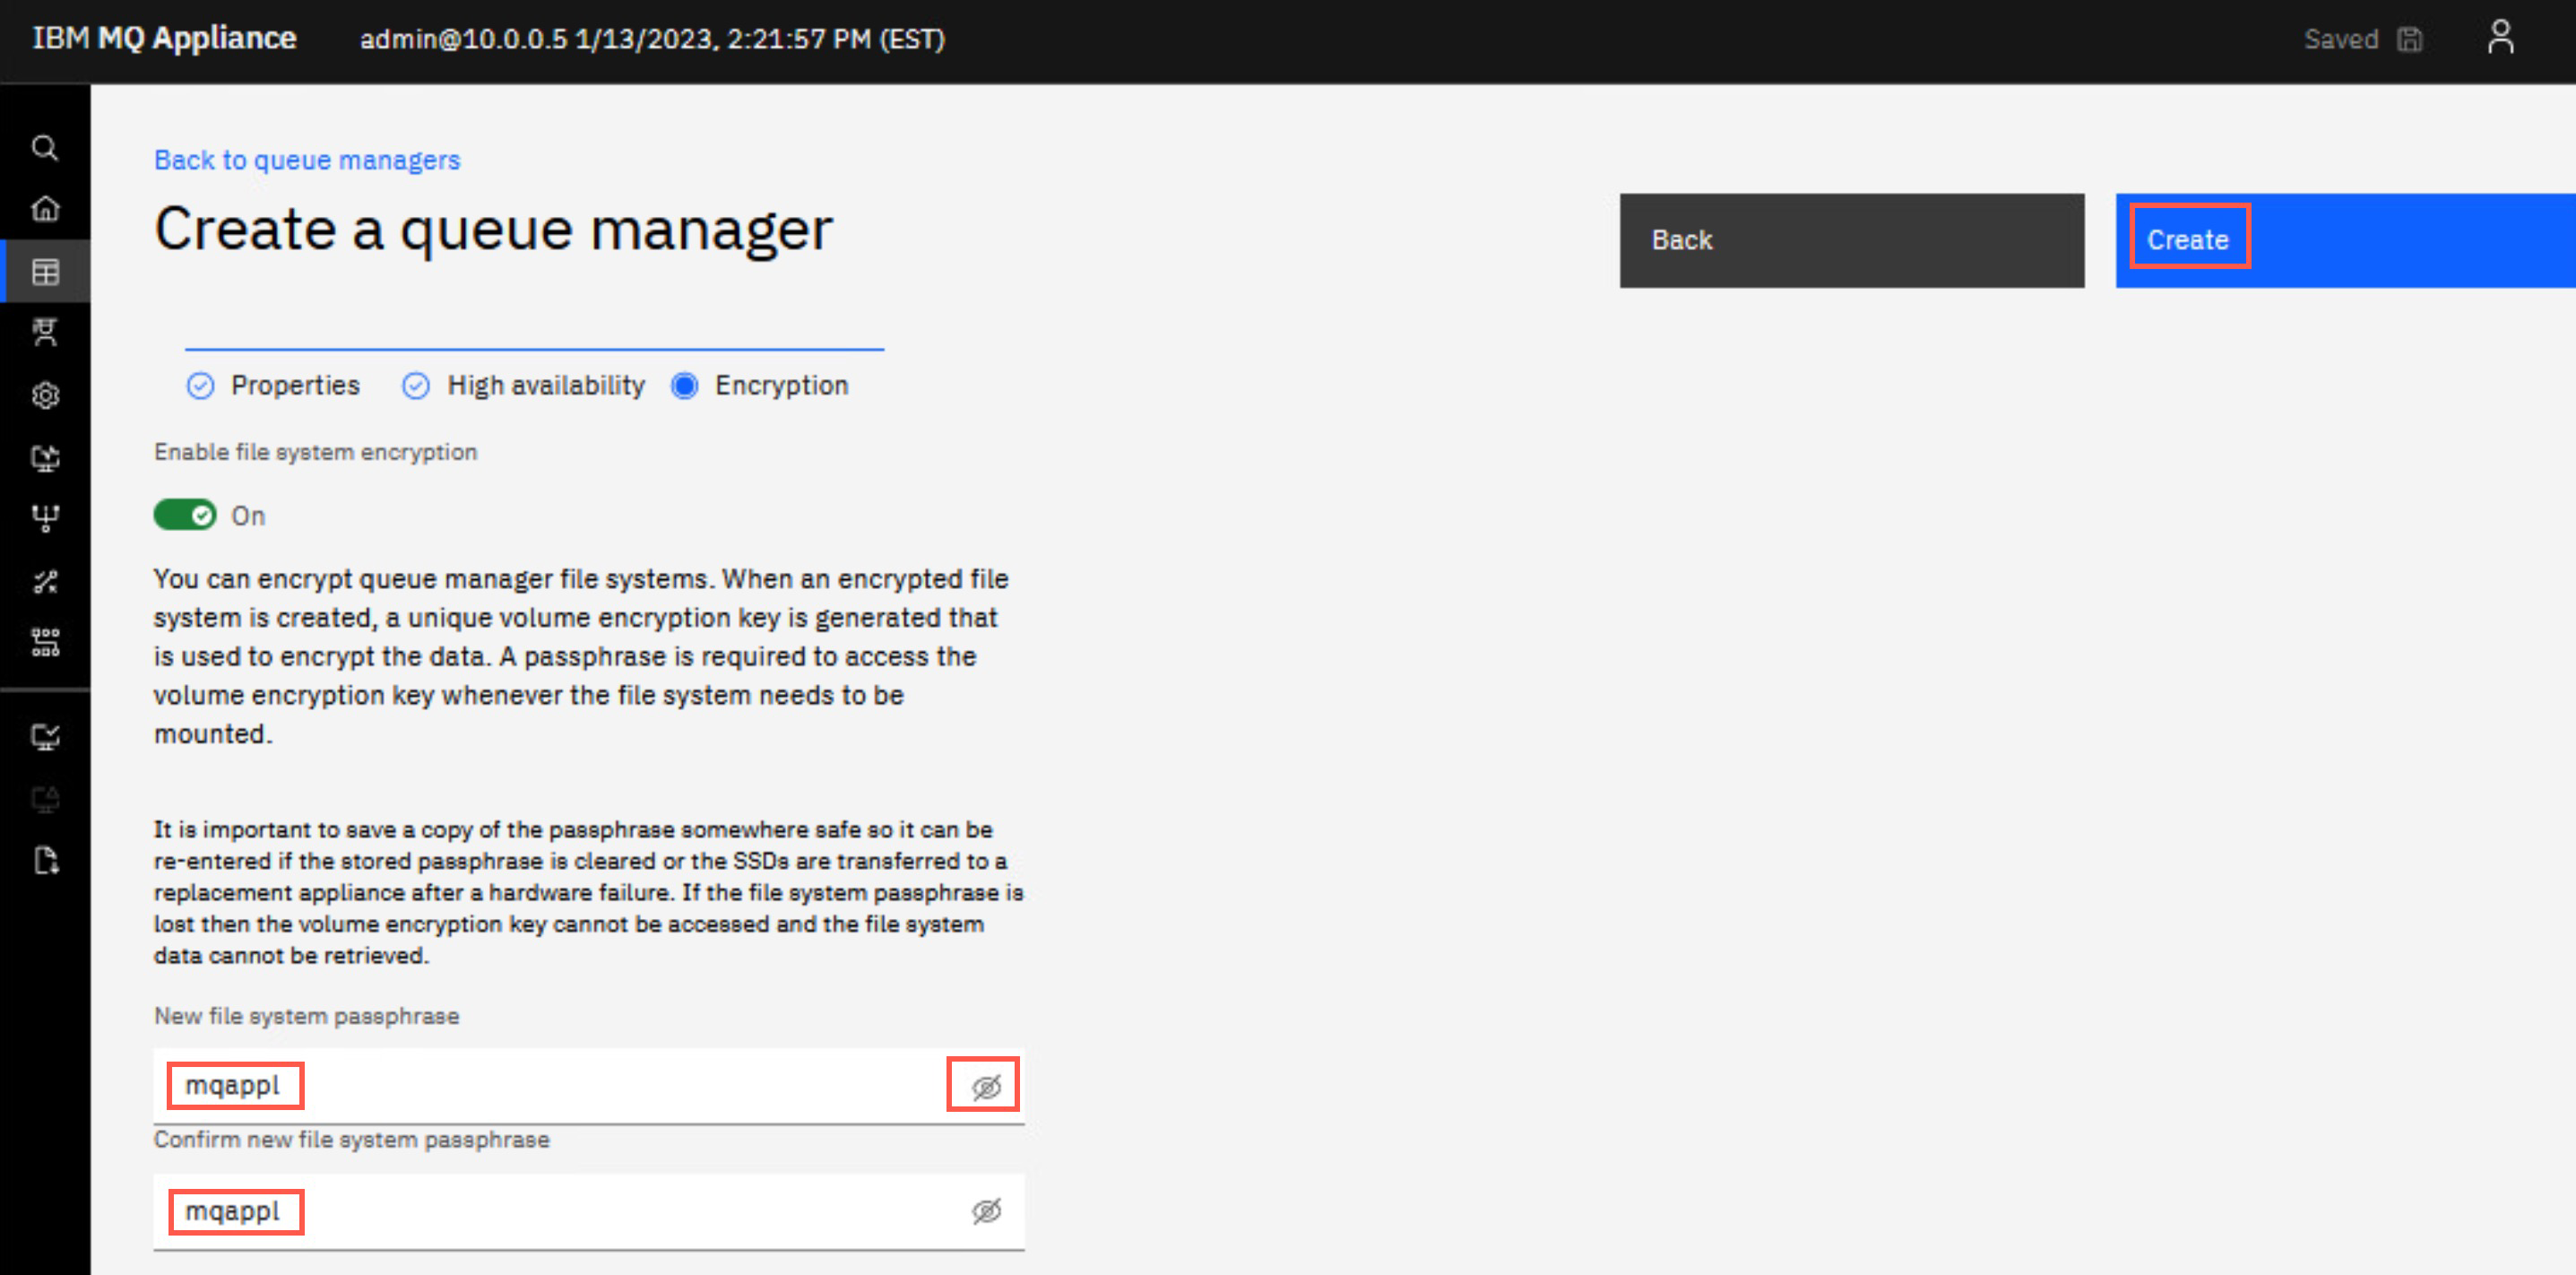 IBM MQ Appliance admin@10.0.0.5 1/13/2023, 2:21:57 PM (EST) Saved
Back to queue managers
Create a queue manager
Back
Create
Properties High availability Encryption
Enable file system encryption
On
You can encrypt queue manager file systems. When an encrypted file
system is created, a unique volume encryption key is generated that
is used to encrypt the data. A passphrase is required to access the
volume encryption key whenever the file system needs to be
mounted.
It is important to save a copy of the passphrase somewhere safe so it can be
re-entered if the stored passphrase is cleared or the SSDs are transferred to a
replacement appliance after a hardware failure. If the file system passphrase is
lost then the volume encryption key cannot be accessed and the file system
data cannot be retrieved.
New file system passphrase
mqappl
Confirm new file system passphrase
mqappl